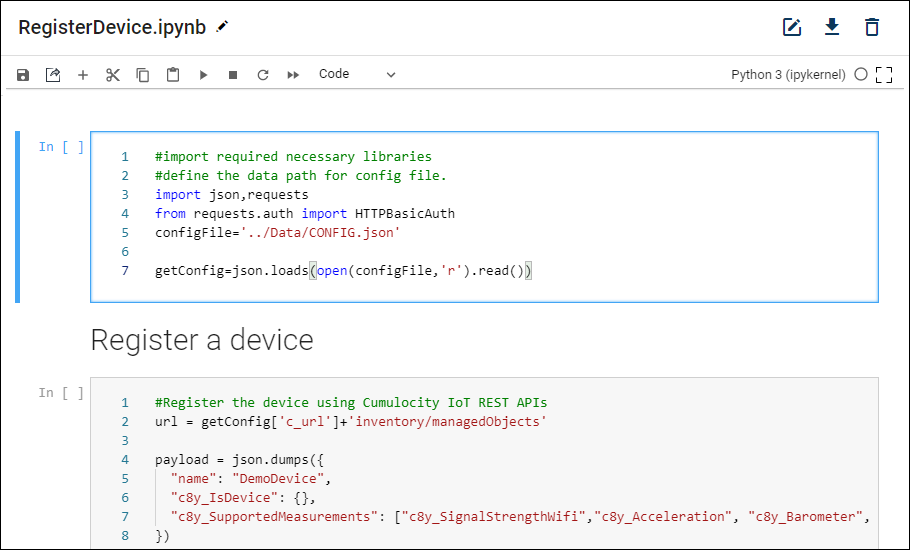 RegisterDevice.ipynb
Code
Python 3 (ipykernel)
In [ ]
1 #import required necessary libraries
2 #define the data path for config file.
3 import json,requests
4 from requests.auth import HTTPBasicAuth
5 configFile='../Data/CONFIG.json'
6
7 getConfig=json.loads(open(configFile,'r').read())
Register a device
In [ ]
1 #Register the device using Cumulocity IoT REST APIs
2 url = getConfig['c_url']+'inventory/managedObjects'
3
4 payload = json.dumps({
5 "name": "DemoDevice",
6 "c8y_IsDevice": {},
7 "c8y_SupportedMeasurements": ["c8y_SignalStrengthWifi","c8y_Acceleration", "c8y_Barometer",
8 })